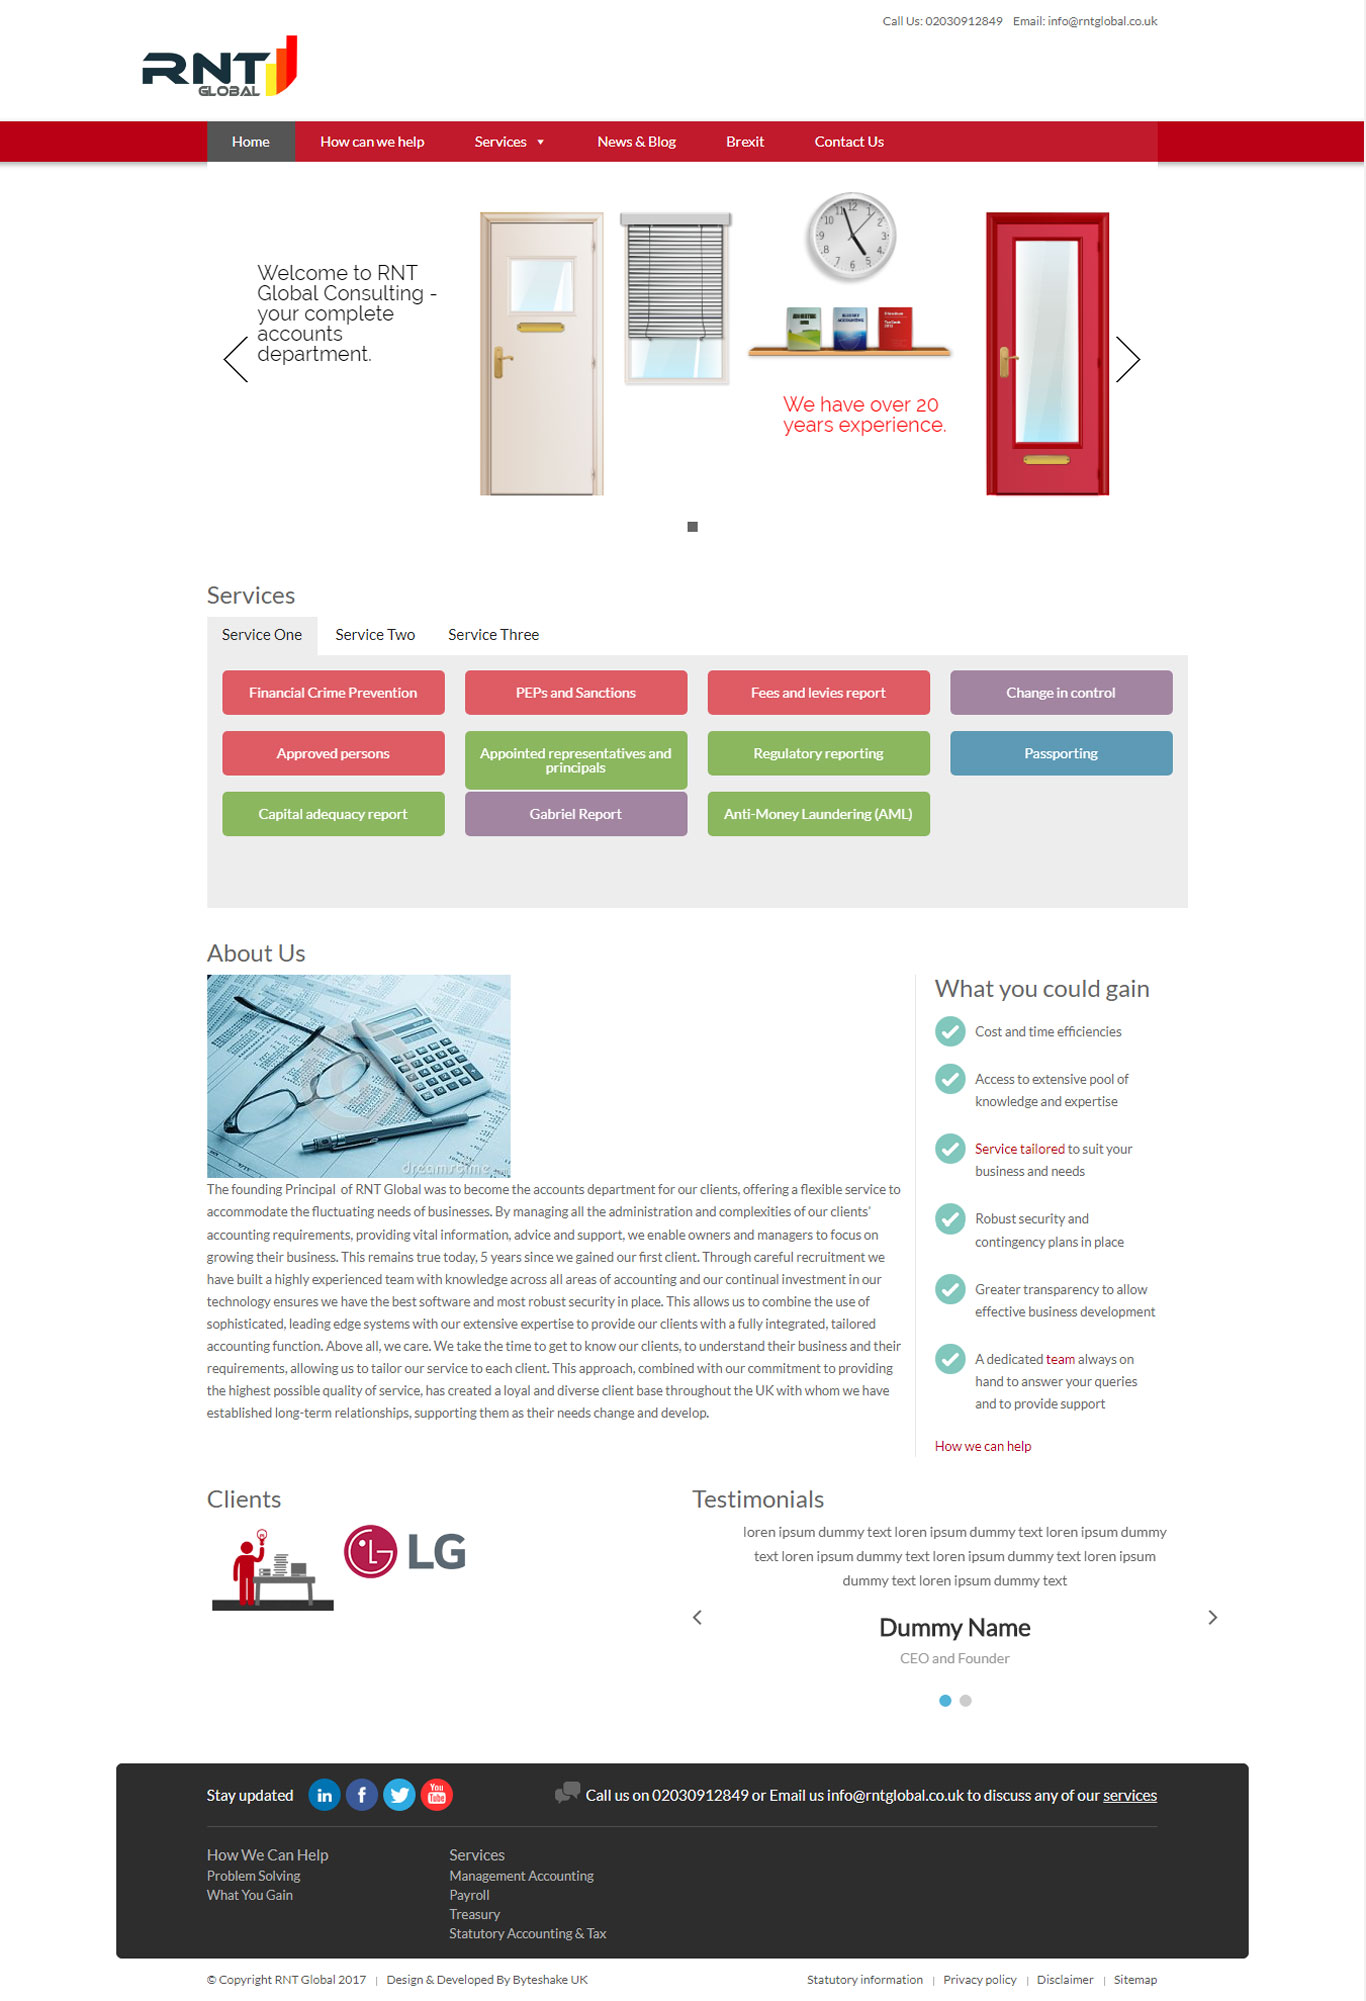 Call Us: 02030912849 Email: info@rntglobal.co.uk
RNT
GLOBAL
Home How can we help Services News & Blog Brexit Contact Us
Welcome to RNT
Global Consulting -
your complete
accounts
department.
We have over 20
years experience.
Services
Service One Service Two Service Three
Financial Crime Prevention PEPs and Sanctions Fees and levies report Change in control
Approved persons Appointed representatives and principals Regulatory reporting Passporting
Capital adequacy report Gabriel Report Anti-Money Laundering (AML)
About Us
dreamstime
The founding Principal of RNT Global was to become the accounts department for our clients, offering a flexible service to
accommodate the fluctuating needs of businesses. By managing all the administration and complexities of our clients'
accounting requirements, providing vital information, advice and support, we enable owners and managers to focus on
growing their business. This remains true today, 5 years since we gained our first client. Through careful recruitment we
have built a highly experienced team with knowledge across all areas of accounting and our continual investment in our
technology ensures we have the best software and most robust security in place. This allows us to combine the use of
sophisticated, leading edge systems with our extensive expertise to provide our clients with a fully integrated, tailored
accounting function. Above all, we care. We take the time to get to know our clients, to understand their business and their
requirements, allowing us to tailor our service to each client. This approach, combined with our commitment to providing
the highest possible quality of service, has created a loyal and diverse client base throughout the UK with whom we have
established long-term relationships, supporting them as their needs change and develop.
What you could gain
Cost and time efficiencies
Access to extensive pool of
knowledge and expertise
Service tailored to suit your
business and needs
Robust security and
contingency plans in place
Greater transparency to allow
effective business development
A dedicated team always on
hand to answer your queries
and to provide support
How we can help
Clients
LG
Testimonials
loren ipsum dummy text loren ipsum dummy text loren ipsum dummy
text loren ipsum dummy text loren ipsum dummy text loren ipsum
dummy text loren ipsum dummy text
Dummy Name
CEO and Founder
Stay updated in f You Tube Call us on 02030912849 or Email us info@rntglobal.co.uk to discuss any of our services
How We Can Help
Problem Solving
What You Gain
Services
Management Accounting
Payroll
Treasury
Statutory Accounting & Tax
© Copyright RNT Global 2017 | Design & Developed By Byteshake UK
Statutory information | Privacy policy | Disclaimer | Sitemap